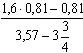 1,6 · 0,81 – 0,81
3,57 – 3 3/4